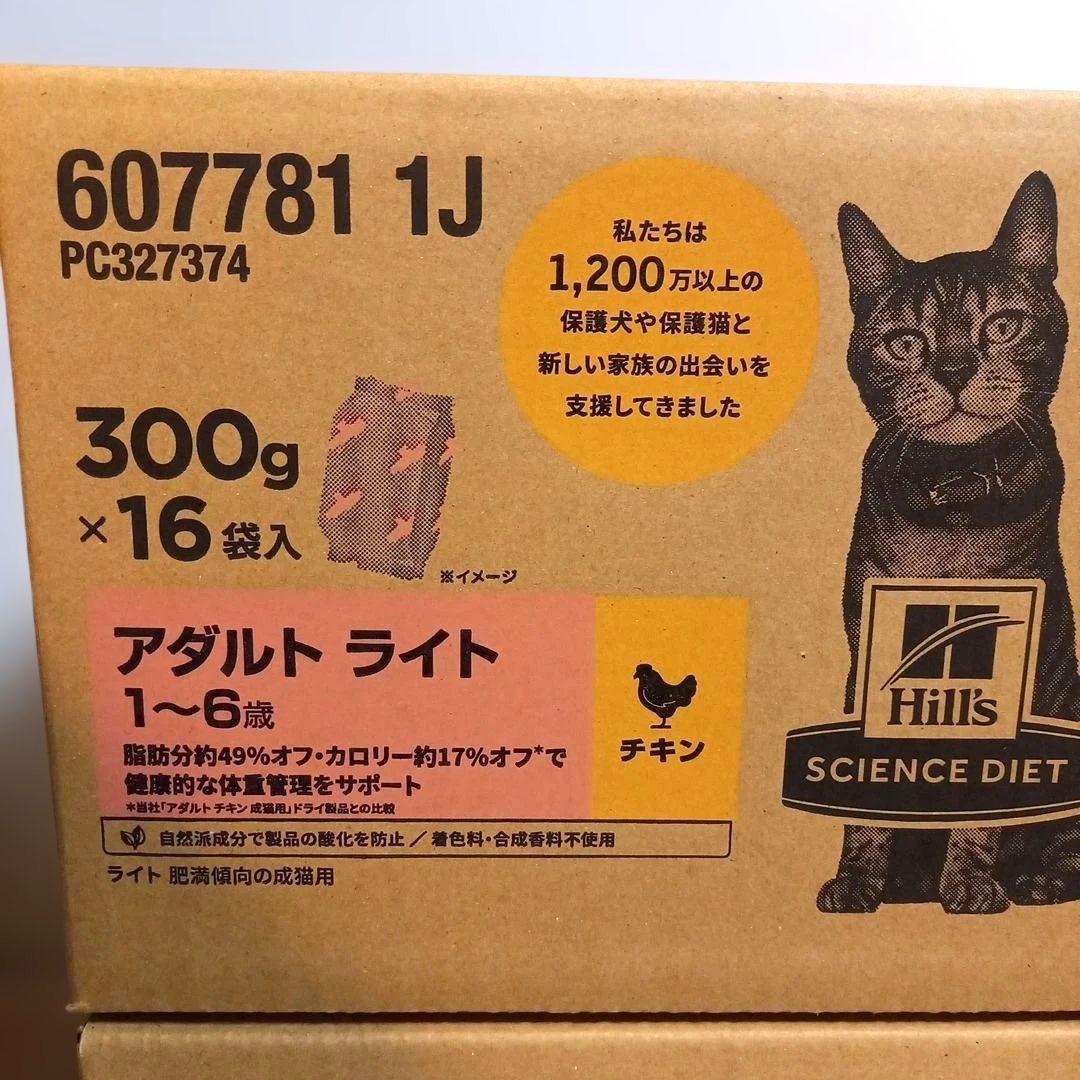 607781 1J
PC327374
私たちは
1,200万以上の
保護犬や保護猫と
新しい家族の出会いを
支援してきました
300g
×16袋入
※イメージ
アダルト ライト
1〜6歳
脂肪分約49%オフ・カロリー約17%オフ*で
健康的な体重管理をサポート
*当社「アダルト チキン 成猫用」ドライ製品との比較
チキン
自然派成分で製品の酸化を防止 / 着色料・合成香料不使用
ライト 肥満傾向の成猫用
Hill's
SCIENCE DIET